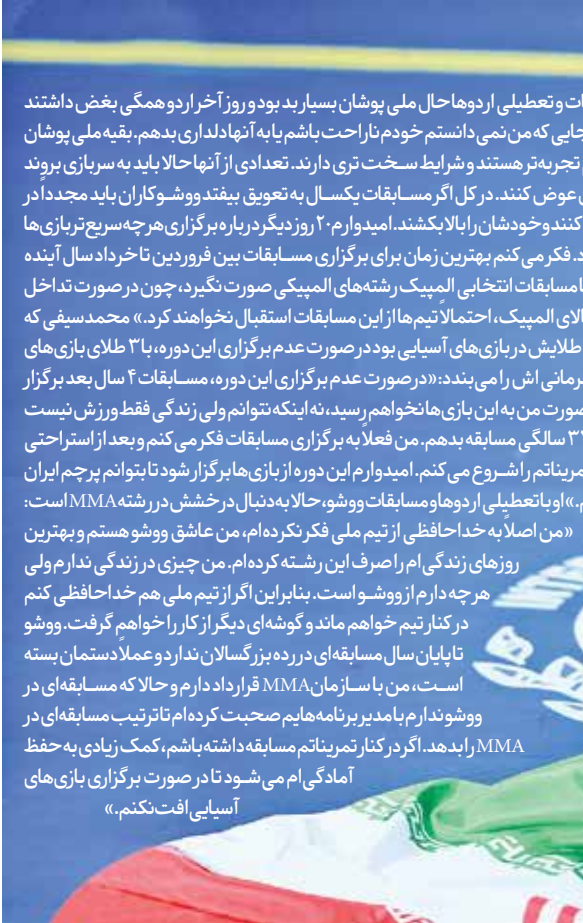 ات و تعطیلی اردوها حال ملی پوشان بسیار بد بود و روز آخر اردو همگی بغض داشتند
جایی که من نمی دانستم خودم ناراحت باشم یا به آنها دلداری بدهم. بقیه ملی پوشان
تجربه‌تر هستند و شرایط سخت تری دارند. تعدادی از آنها حالا باید به سربازی بروند
عوض کنند. در کل اگر مسابقات یکسال به تعویق بیفتد ووشوکاران باید مجدداً در
کنند و خودشان را بالا بکشند. امیدوارم ۲۰ روز دیگر درباره برگزاری هر چه سریع تر بازی‌ها
د. فکر می کنم بهترین زمان برای برگزاری مسابقات بین فروردین تا خرداد سال آینده
مسابقات انتخابی المپیک رشته‌های المپیکی صورت نگیرد، چون در صورت تداخل
الای المپیک، احتمالاً تیم‌ها از این مسابقات استقبال نخواهند کرد.» محمد سیفی که
طلایش در بازی‌های آسیایی بود در صورت عدم برگزاری این دوره، با ۳ طلای بازی‌های
رمانی اش را می بندد: «در صورت عدم برگزاری این دوره، مسابقات ۴ سال بعد برگزار
صورت من به این بازی ها نخواهم رسید، نه اینکه نتوانم ولی زندگی فقط ورزش نیست
سالگی مسابقه بدهم. من فعلاً به برگزاری مسابقات فکر می کنم و بعد از استراحتی
مریناتم را شروع می کنم. امیدوارم این دوره از بازی ها برگزار شود تا بتوانم پرچم ایران
م.» او با تعطیلی اردوها و مسابقات ووشو، حالا به دنبال درخشش در رشته MMA است:
«من اصلاً به خداحافظی از تیم ملی فکر نکرده ام، من عاشق ووشو هستم و بهترین
روزهای زندگی ام را صرف این رشته کرده ام. من چیزی در زندگی ندارم ولی
هر چه دارم از ووشو است. بنابراین اگر از تیم ملی هم خداحافظی کنم
در کنار تیم خواهم ماند و گوشه ای دیگر از کار را خواهم گرفت. ووشو
تا پایان سال مسابقه ای در رده بزرگسالان ندارد و عملاً دستمان بسته
است، من با سازمان MMA قرارداد دارم و حالا که مسابقه ای در
ووشو ندارم با مدیر برنامه هایم صحبت کرده ام تا ترتیب مسابقه ای در
MMA را بدهد. اگر در کنار تمریناتم مسابقه داشته باشم، کمک زیادی به حفظ
آمادگی ام می شود تا در صورت برگزاری بازی های
آسیایی افت نکنم.»